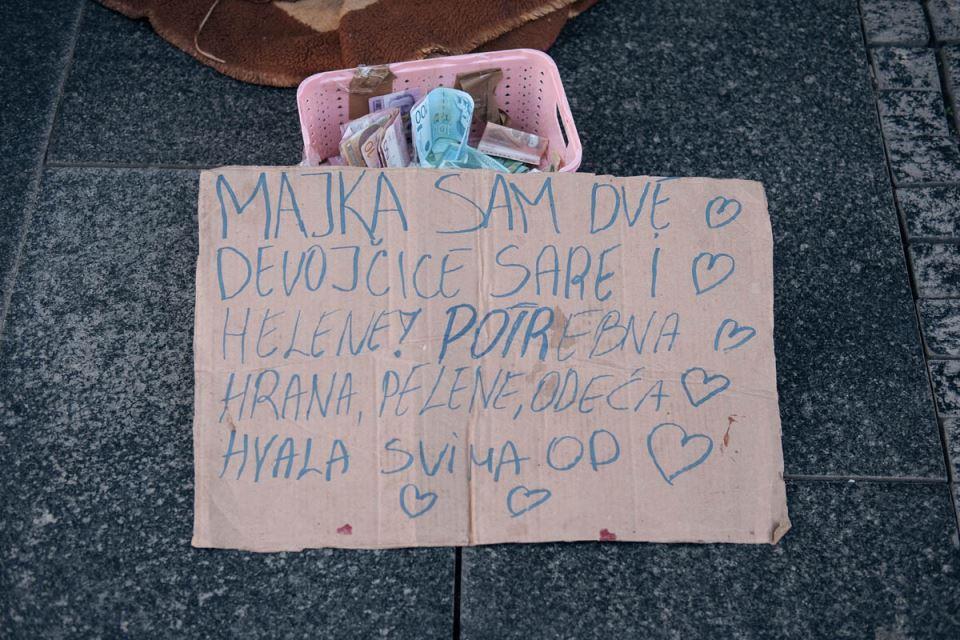 MAJKA SAM DVE
DEVOJČICE SARE I
HELENE! POTREBNA
HRANA, PELENE, ODEĆA
HVALA SVIMA OD